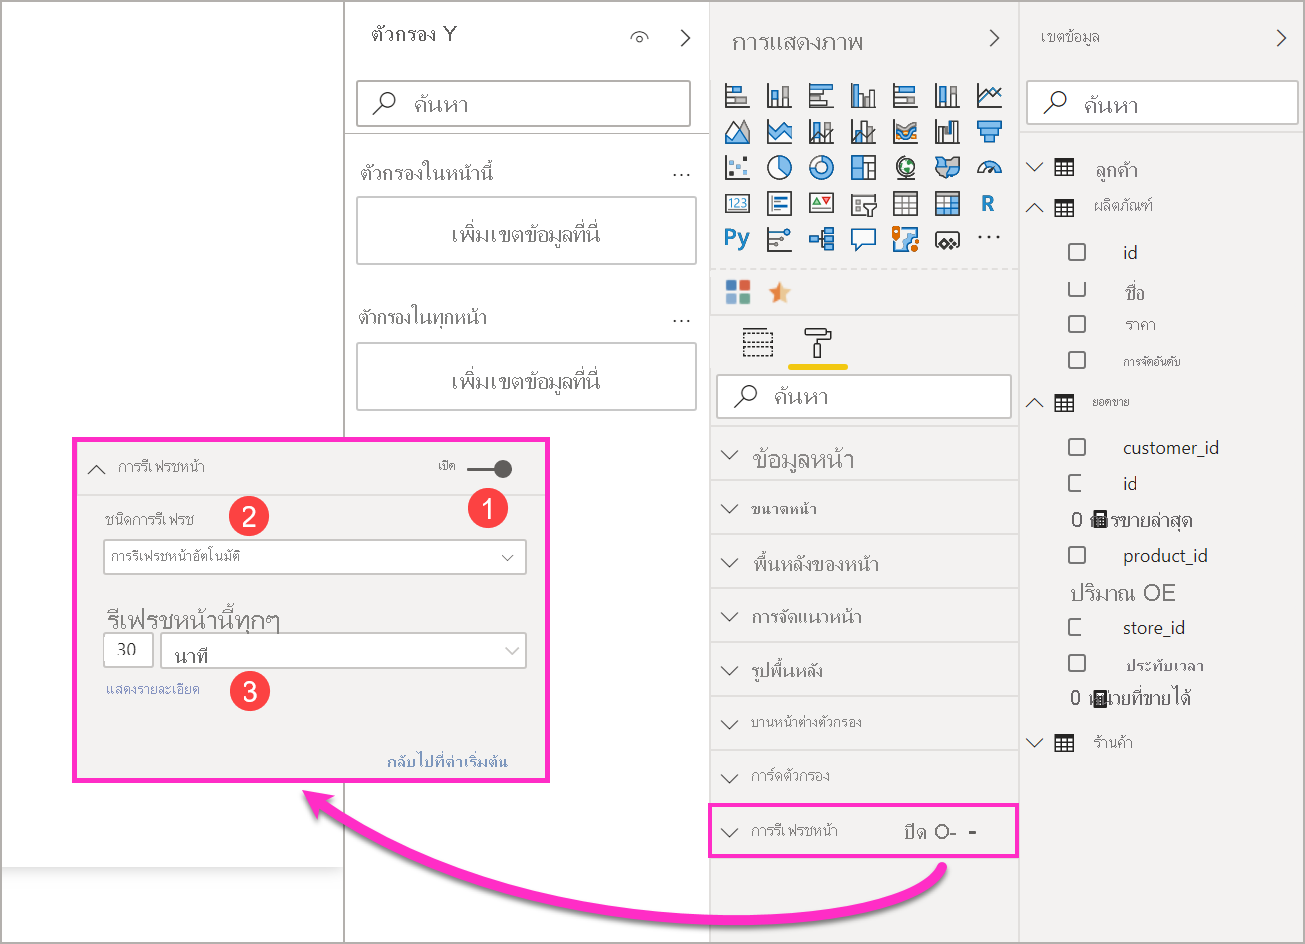 ตัวกรอง Y
ค้นหา
ตัวกรองในหน้านี้
...
เพิ่มเขตข้อมูลที่นี่
ตัวกรองในทุกหน้า
...
เพิ่มเขตข้อมูลที่นี่
การรีเฟรชหน้า
เปิด
1
ชนิดการรีเฟรช
2
การรีเฟรชหน้าอัตโนมัติ
รีเฟรชหน้านี้ทุกๆ
30
นาที
แสดงรายละเอียด
3
กลับไปที่ค่าเริ่มต้น
การแสดงภาพ
123
R
Py
...
ค้นหา
ข้อมูลหน้า
ขนาดหน้า
พื้นหลังของหน้า
การจัดแนวหน้า
รูปพื้นหลัง
บานหน้าต่างตัวกรอง
การ์ดตัวกรอง
การรีเฟรชหน้า
ปิด O- -
เขตข้อมูล
ค้นหา
ลูกค้า
ผลิตภัณฑ์
id
ชื่อ
ราคา
การจัดอันดับ
ยอดขาย
customer_id
id
0 การขายล่าสุด
product_id
ปริมาณ OE
store_id
ประทับเวลา
0 หน่วยที่ขายได้
ร้านค้า